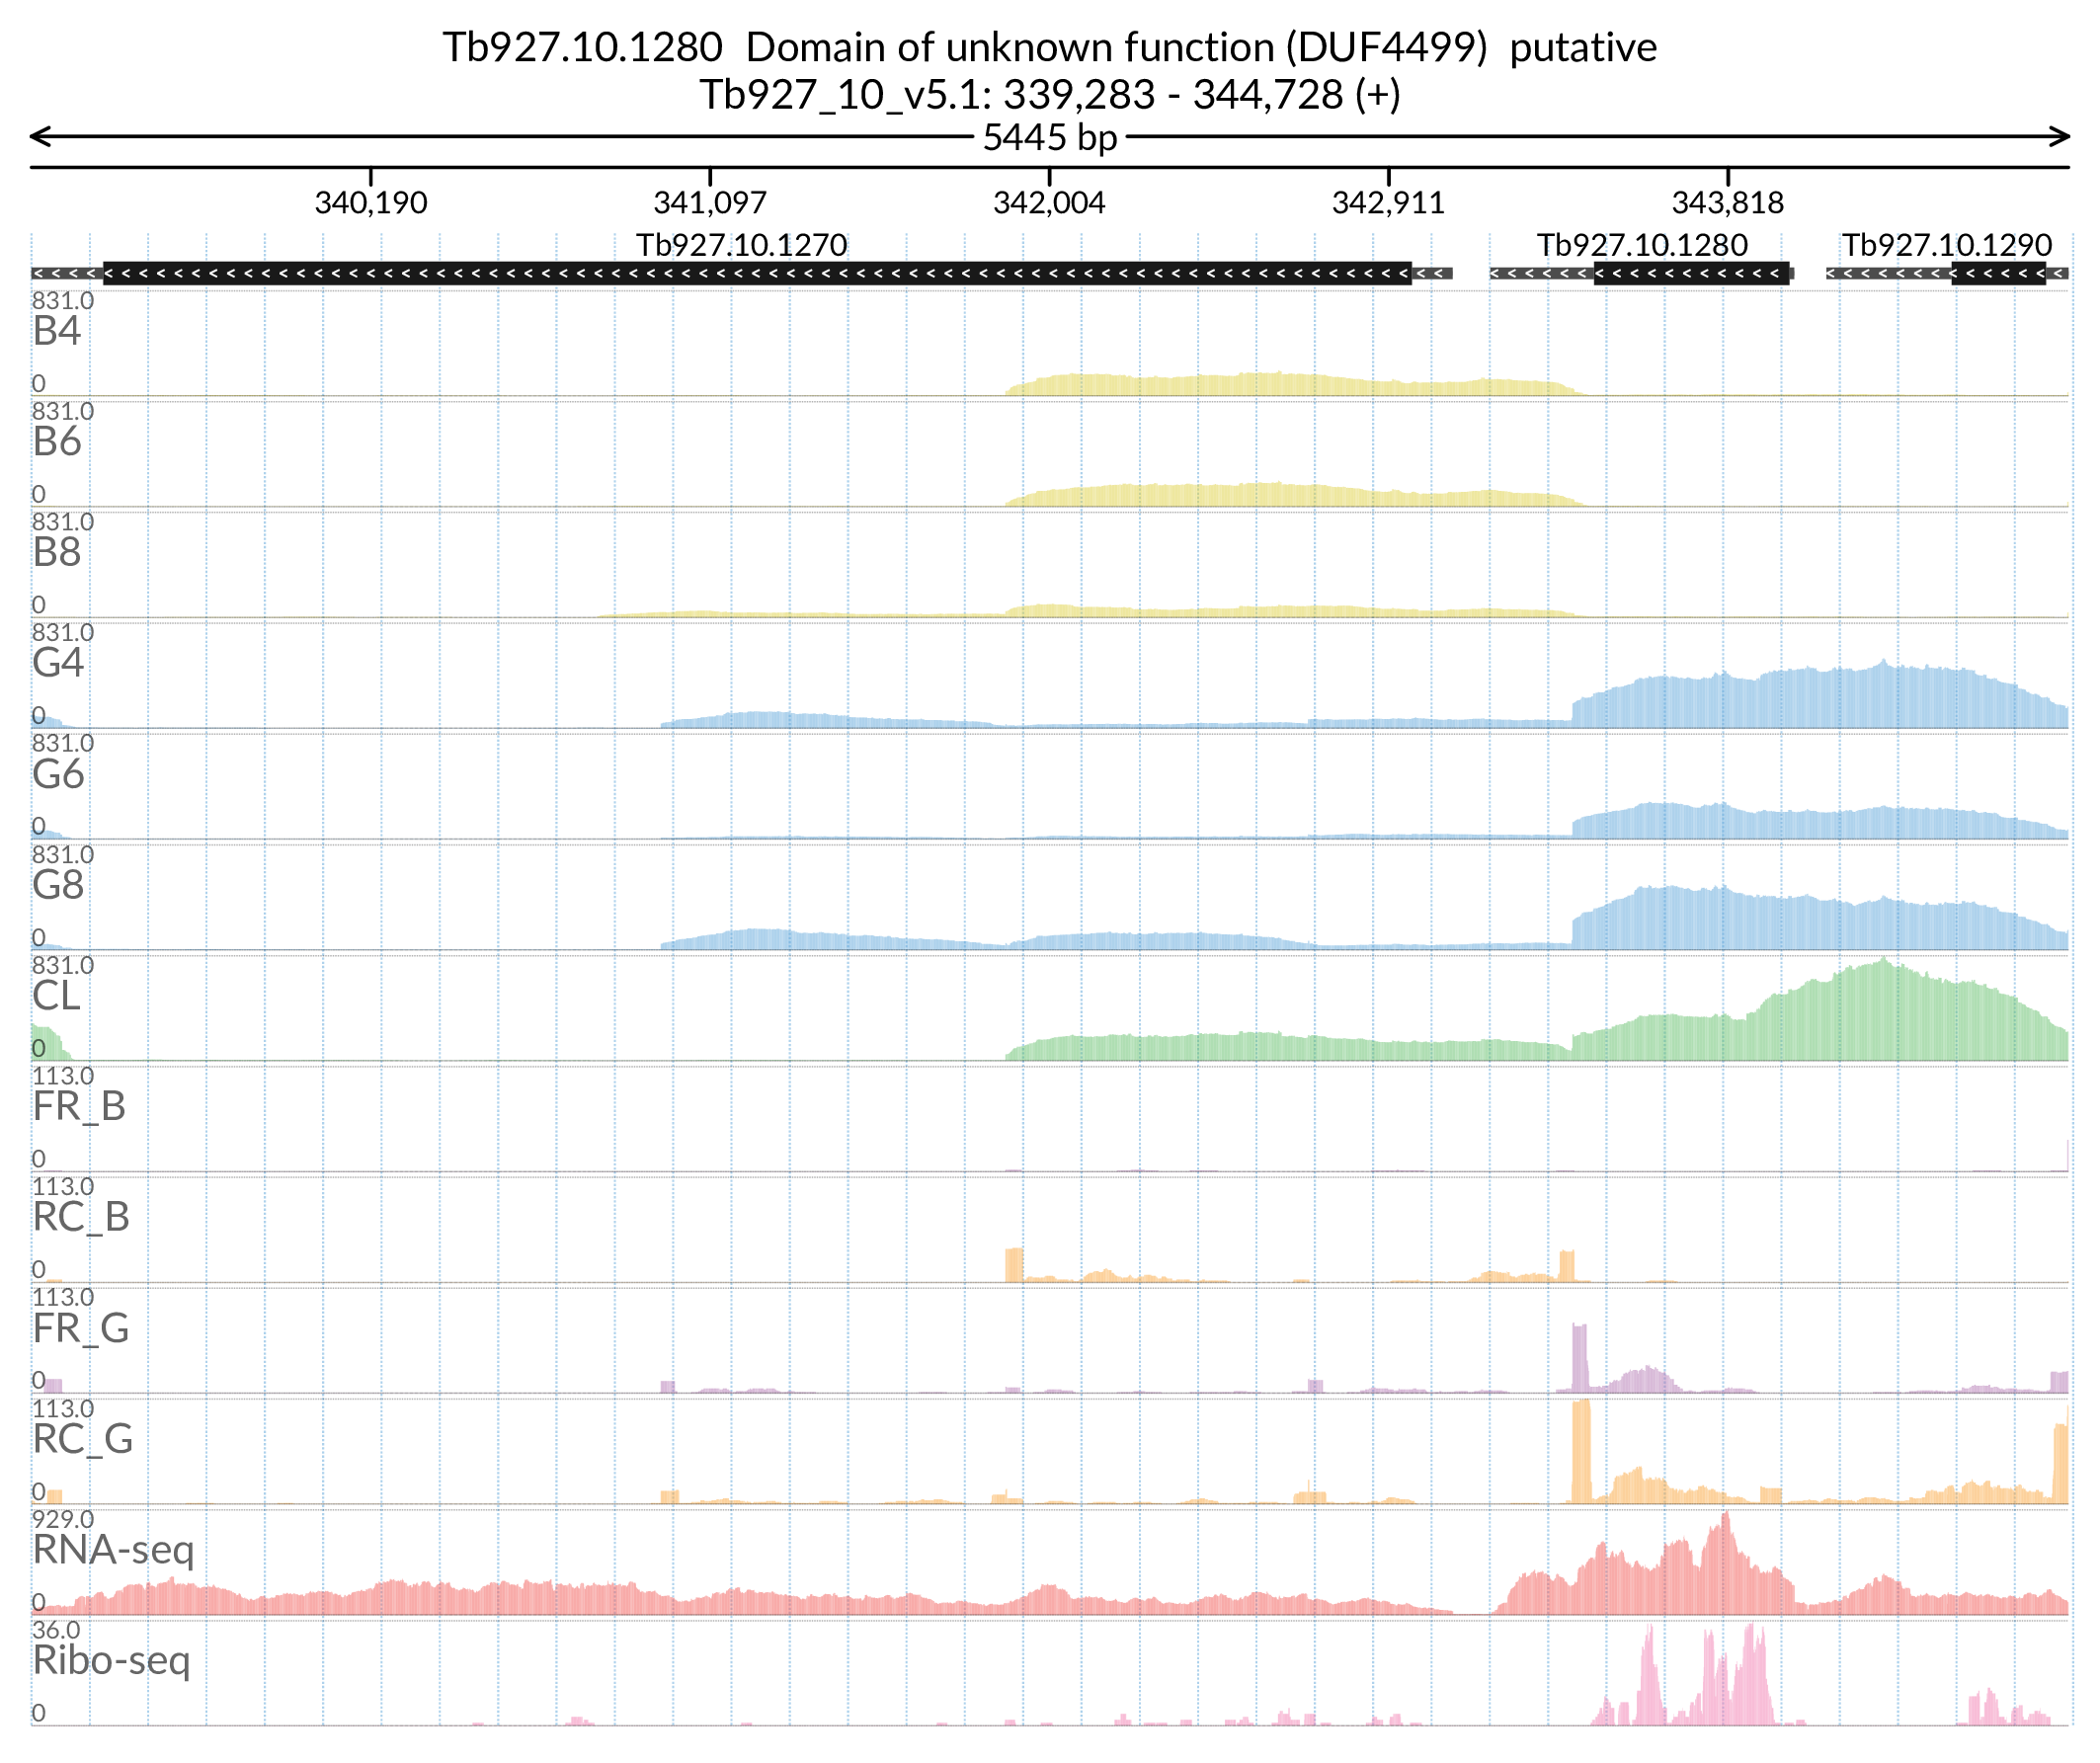 Tb927.10.1280  Domain of unknown function (DUF4499)  putative
Tb927_10_v5.1: 339,283 - 344,728 (+)
5445 bp
340,190 341,097 342,004 342,911 343,818
Tb927.10.1270 Tb927.10.1280 Tb927.10.1290
831.0
B4
0
831.0
B6
0
831.0
B8
0
831.0
G4
0
831.0
G6
0
831.0
G8
0
831.0
CL
0
113.0
FR_B
0
113.0
RC_B
0
113.0
FR_G
0
113.0
RC_G
0
929.0
RNA-seq
0
36.0
Ribo-seq
0